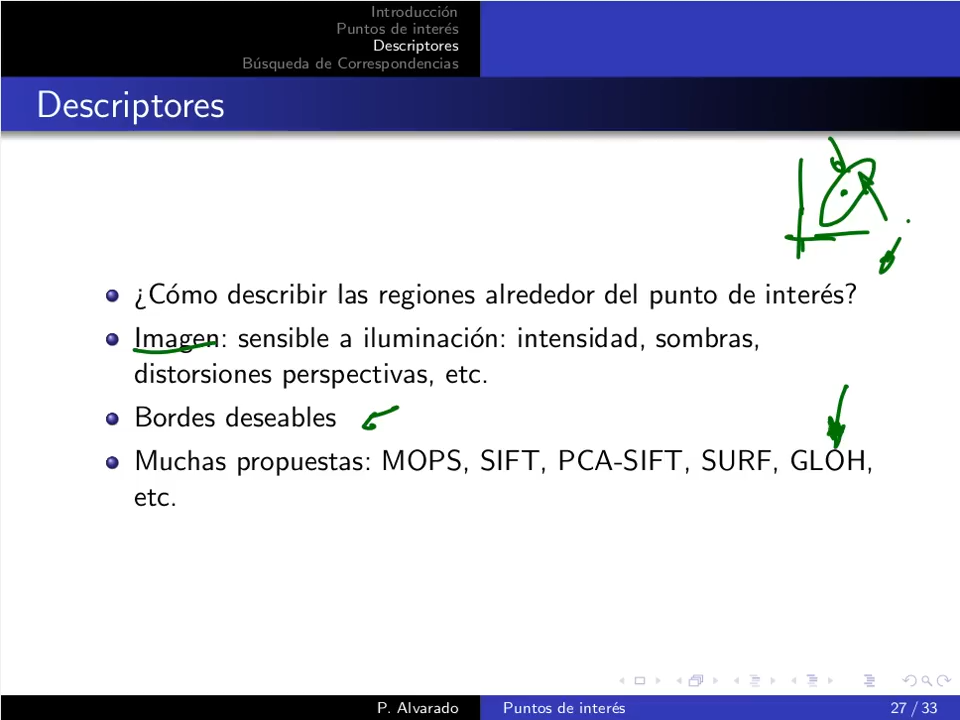 Introducción
Puntos de interés
Descriptores
Búsqueda de Correspondencias
Descriptores
¿Cómo describir las regiones alrededor del punto de interés?
Imagen: sensible a iluminación: intensidad, sombras,
distorsiones perspectivas, etc.
Bordes deseables
Muchas propuestas: MOPS, SIFT, PCA-SIFT, SURF, GLOH,
etc.
P. Alvarado
Puntos de interés
27 / 33